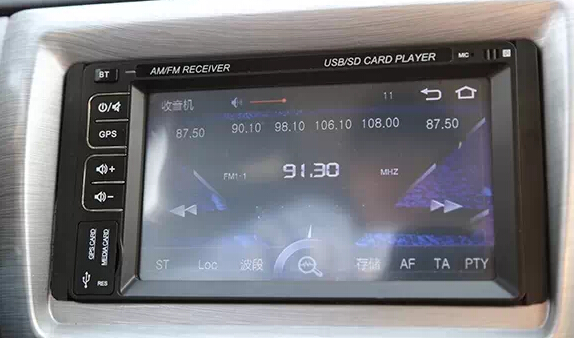 AM/FM RECEIVER USB/SD CARD PLAYER MIC
BT
收音机 11
GPS
87.50 90.10 98.10 106.10 108.00 87.50
FM1-1 91.30 MHZ
+
−
GPS CARD
MEDIA CARD
RES
ST Loc 波段 存储 AF TA PTY